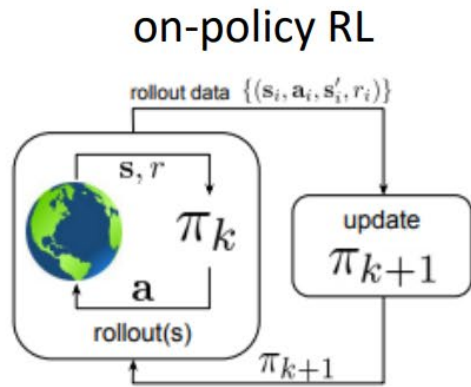 on-policy RL
rollout data {(s_i, a_i, s'_i, r_i)}
s, r
π_k
a
rollout(s)
update
π_{k+1}
π_{k+1}